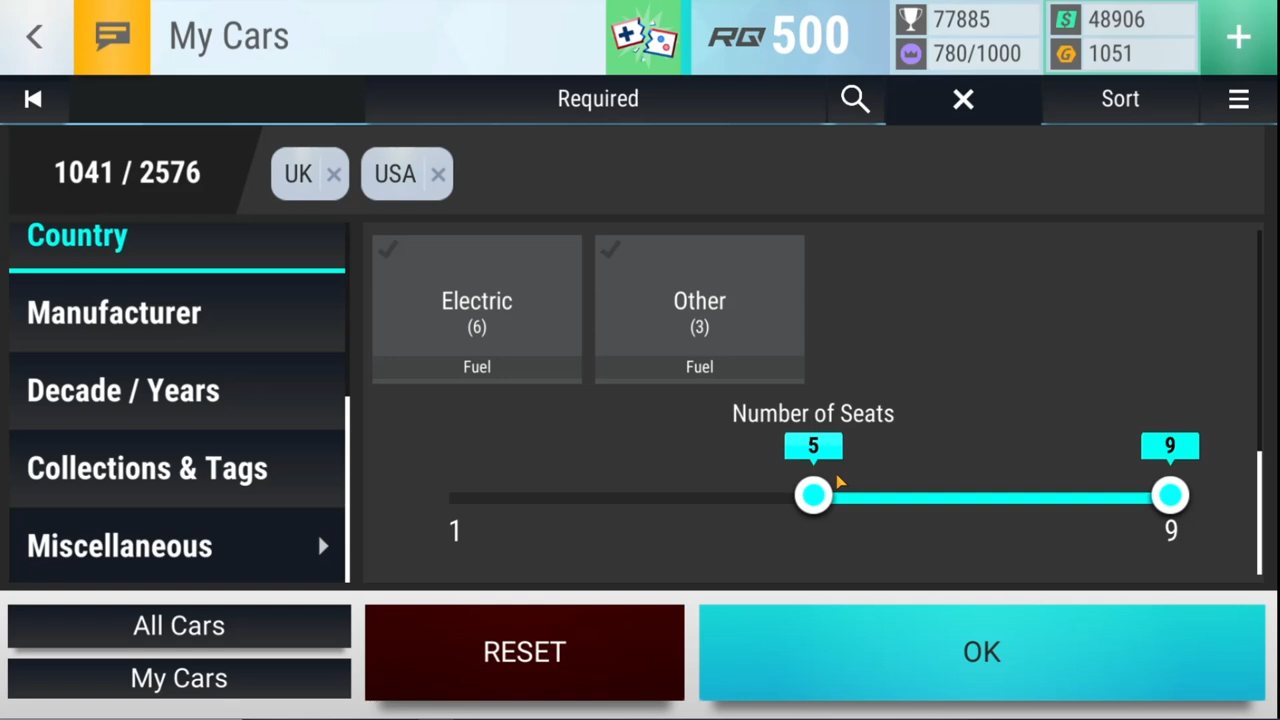 My Cars
RQ 500
77885
780/1000
48906
1051
Required
Sort
1041 / 2576
UK
USA
Country
Manufacturer
Decade / Years
Collections & Tags
Miscellaneous
Electric
(6)
Fuel
Other
(3)
Fuel
Number of Seats
5
9
1
9
All Cars
My Cars
RESET
OK